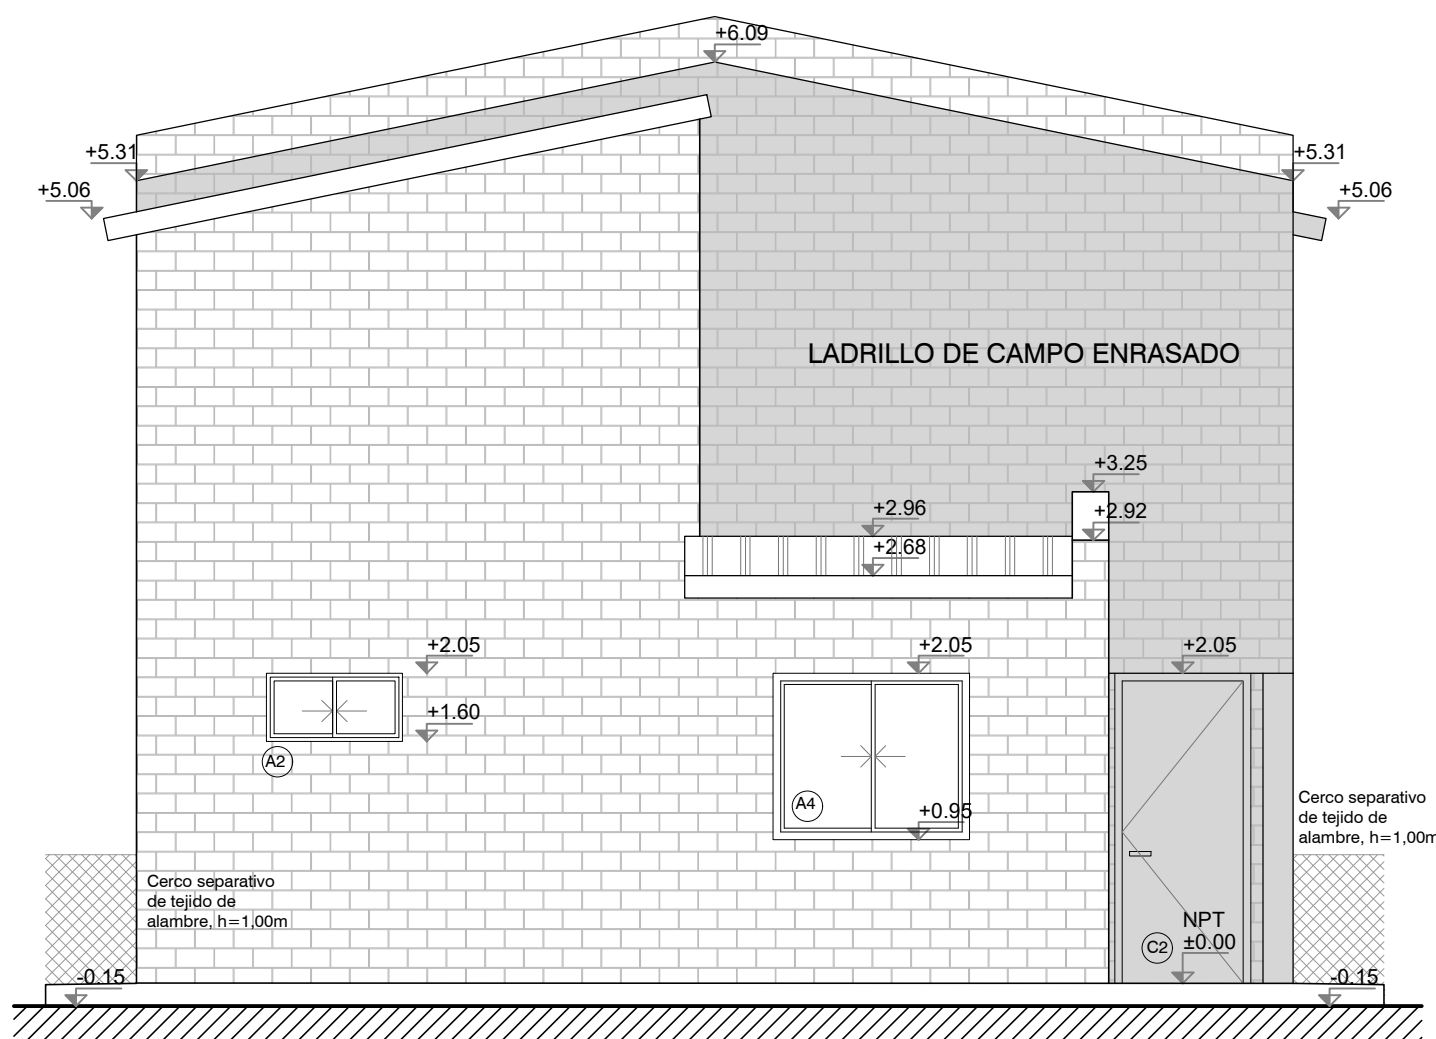 +6.09
+5.31
+5.31
+5.06
+5.06
LADRILLO DE CAMPO ENRASADO
+3.25
+2.96
+2.92
+2.68
+2.05
+2.05
+2.05
+1.60
A2
A4
+0.95
Cerco separativo
de tejido de
alambre, h=1,00m
Cerco separativo
de tejido de
alambre, h=1,00m
NPT
C2
±0.00
-0.15
-0.15